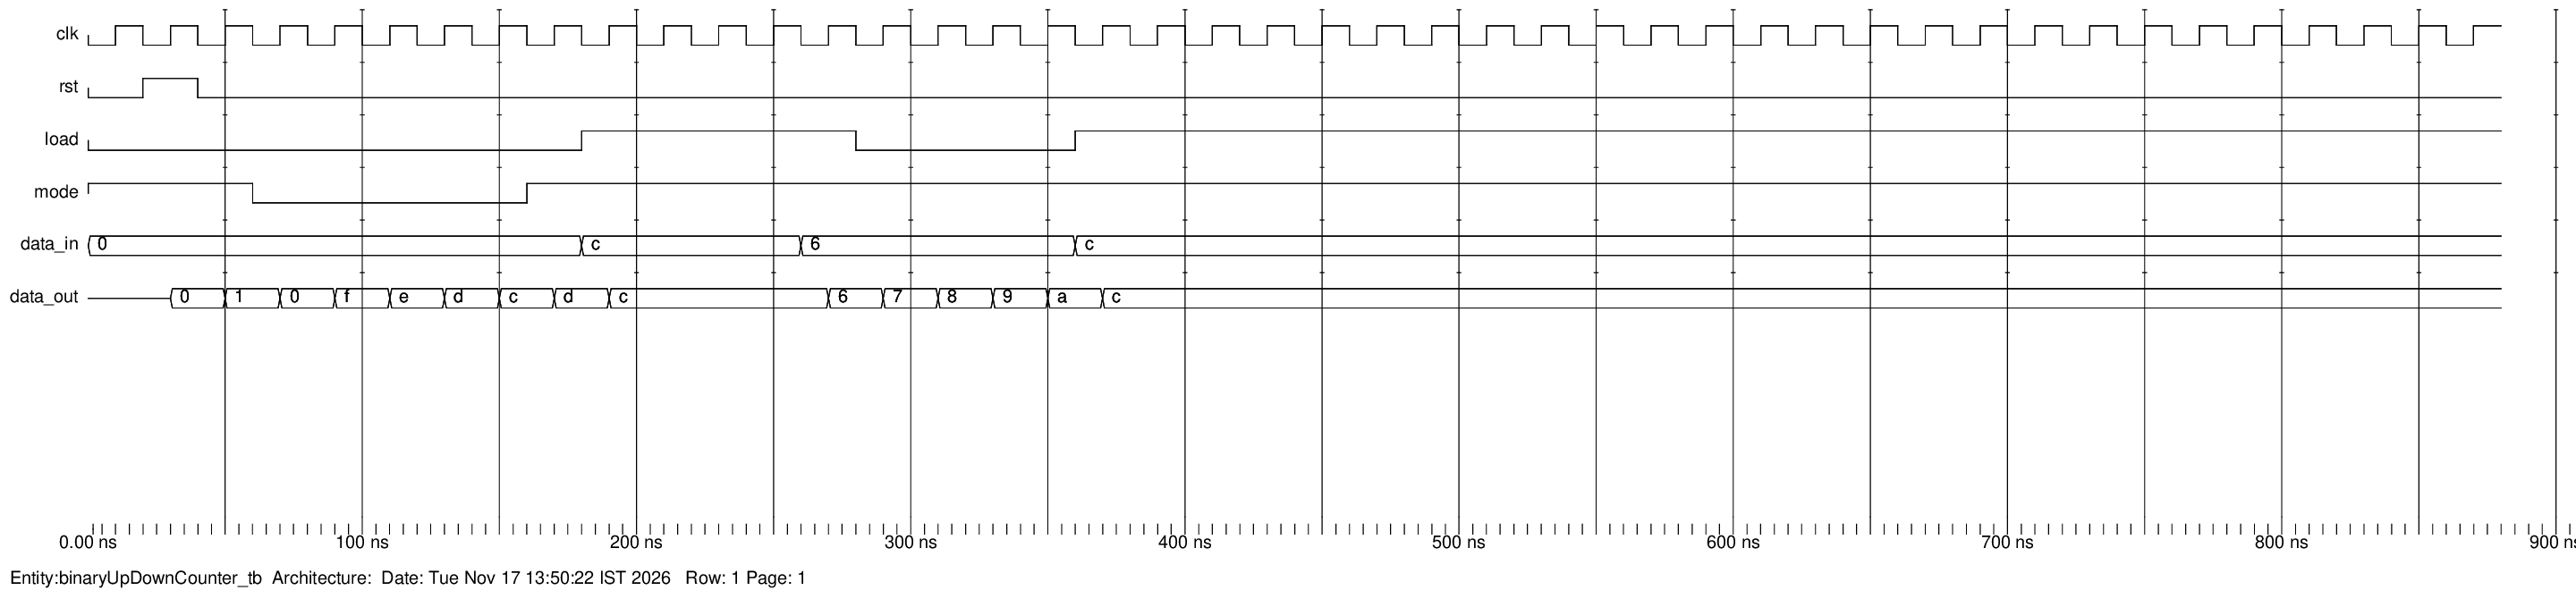 clk
rst
load
mode
data_in 0 c 6 c
data_out 0 1 0 f e d c d c 6 7 8 9 a c
0.00 ns 100 ns 200 ns 300 ns 400 ns 500 ns 600 ns 700 ns 800 ns 900 ns
Entity:binaryUpDownCounter_tb Architecture: Date: Tue Nov 17 13:50:22 IST 2026 Row: 1 Page: 1